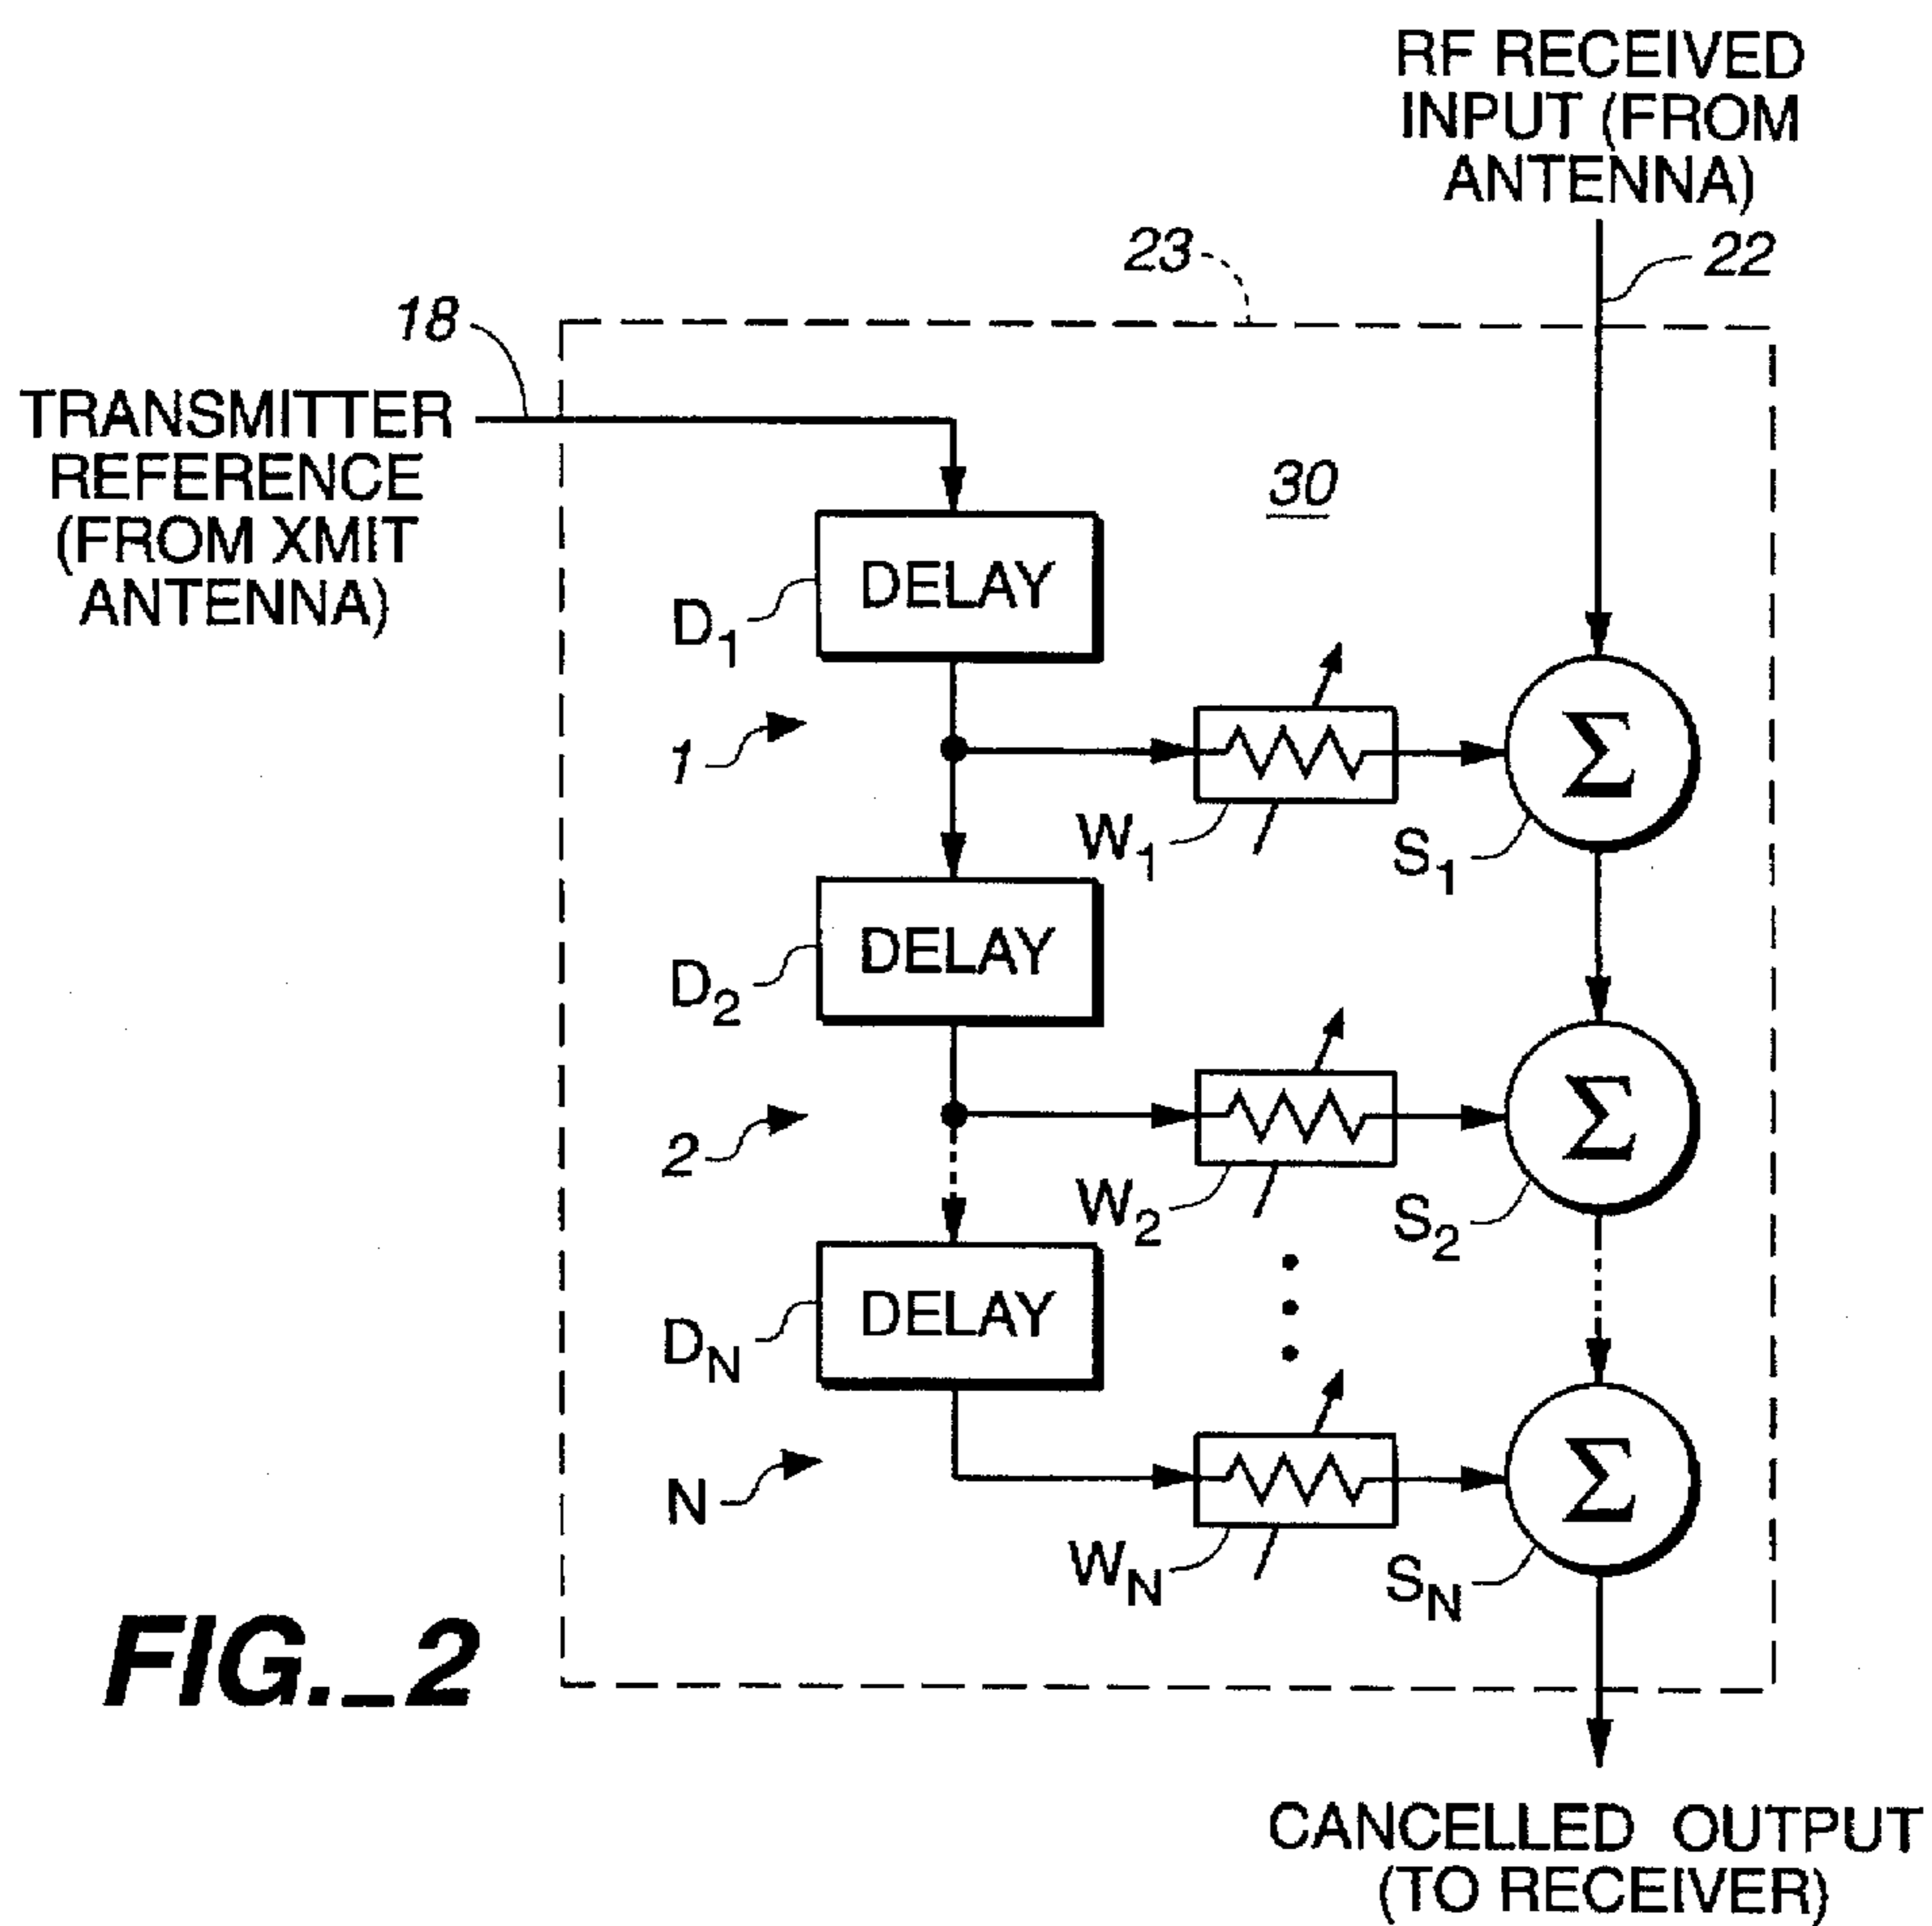 RF RECEIVED
INPUT (FROM
ANTENNA)
23
22
18
TRANSMITTER
REFERENCE
(FROM XMIT
ANTENNA)
30
DELAY
D1
1
W1
Σ
S1
DELAY
D2
2
W2
Σ
S2
DELAY
DN
N
WN
Σ
SN
FIG._2
CANCELLED OUTPUT
(TO RECEIVER)